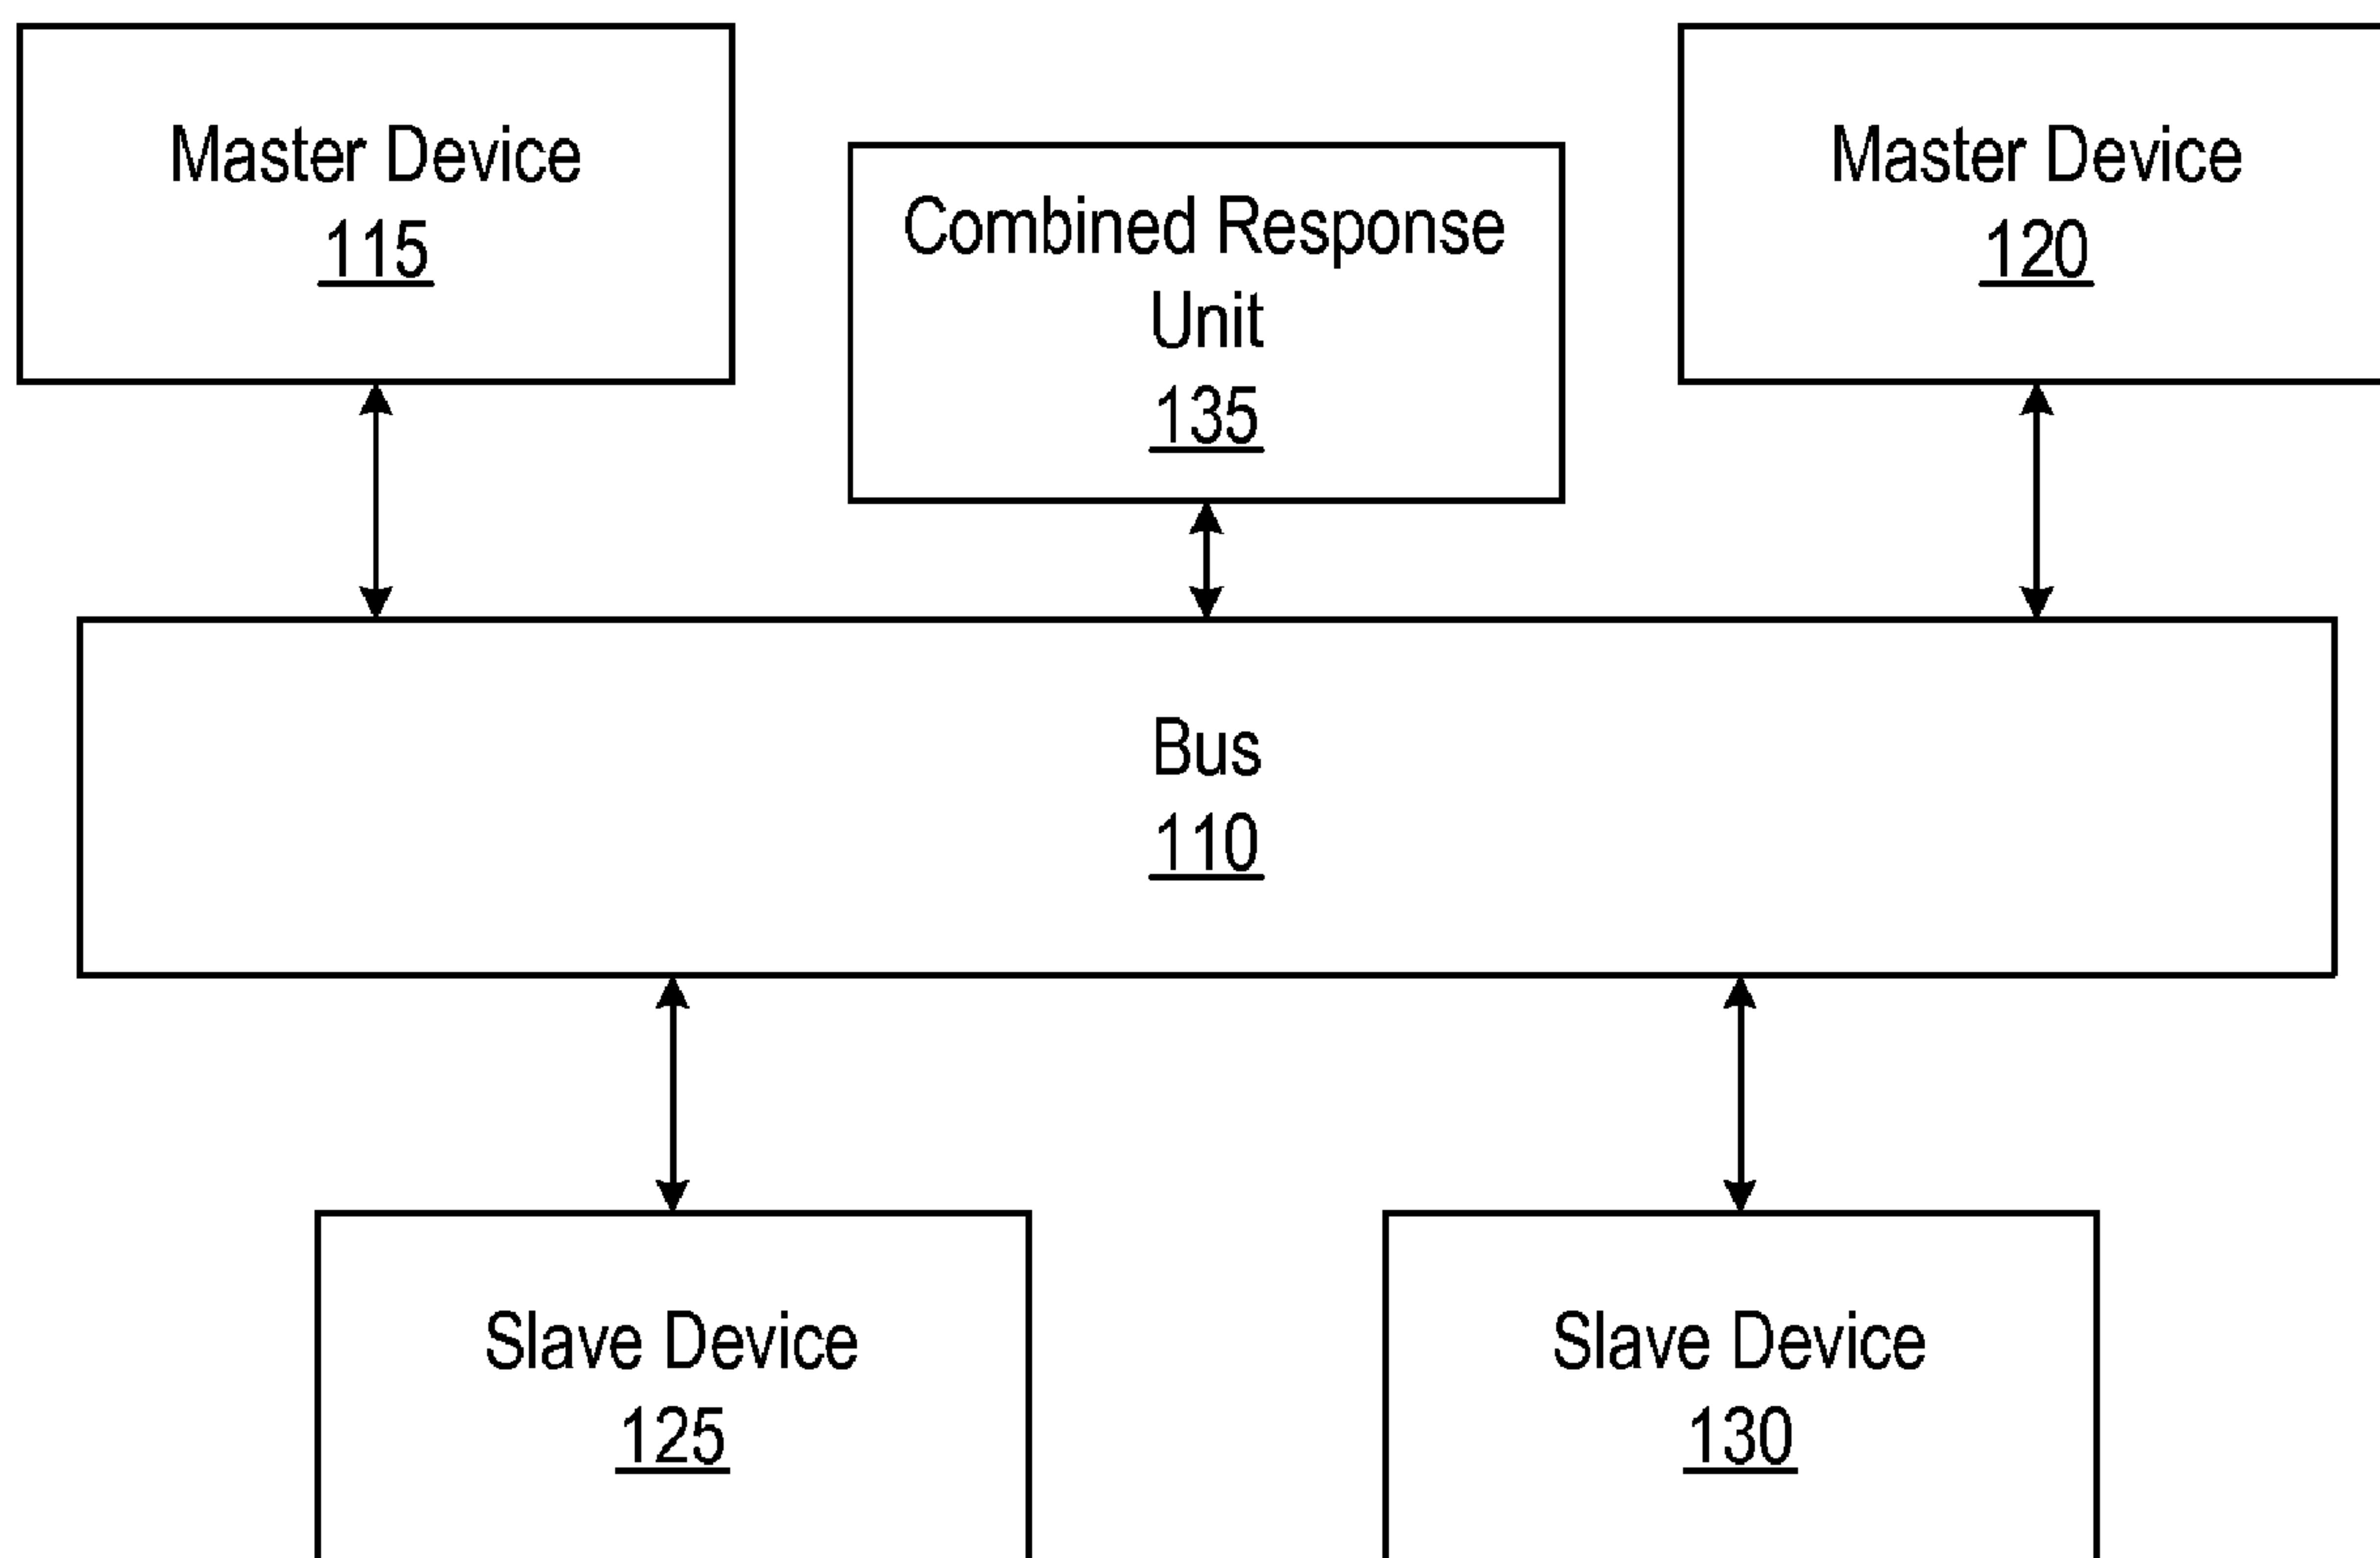 Master Device
115
Combined Response
Unit
135
Master Device
120
Bus
110
Slave Device
125
Slave Device
130